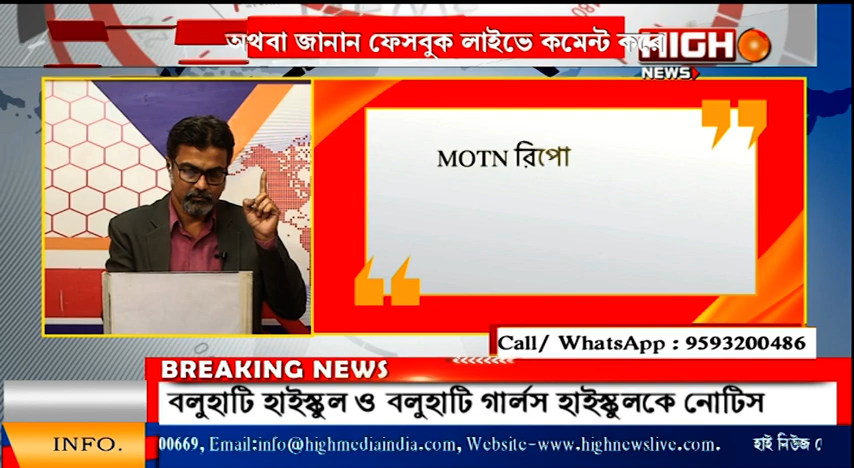 অথবা জানান ফেসবুক লাইভে কমেন্ট করে
HIGH
NEWS
MOTN রিপো
Call/ WhatsApp : 9593200486
BREAKING NEWS
বলুহাটি হাইস্কুল ও বলুহাটি গার্লস হাইস্কুলকে নোটিস
INFO.
00669, Email:info@highmediaindia.com, Website-www.highnewslive.com. হাই নিউজ